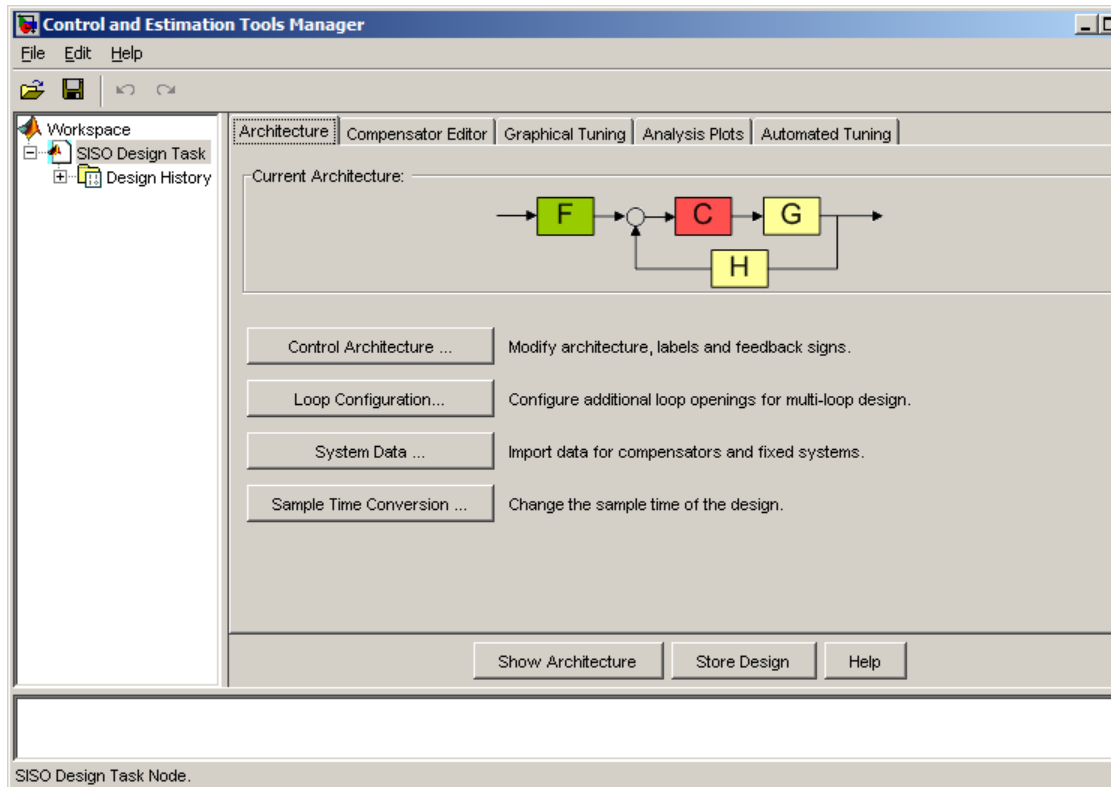 Control and Estimation Tools Manager
File Edit Help
Workspace
SISO Design Task
Design History
Architecture Compensator Editor Graphical Tuning Analysis Plots Automated Tuning
Current Architecture:
F C G
H
Control Architecture ... Modify architecture, labels and feedback signs.
Loop Configuration... Configure additional loop openings for multi-loop design.
System Data ... Import data for compensators and fixed systems.
Sample Time Conversion ... Change the sample time of the design.
Show Architecture Store Design Help
SISO Design Task Node.